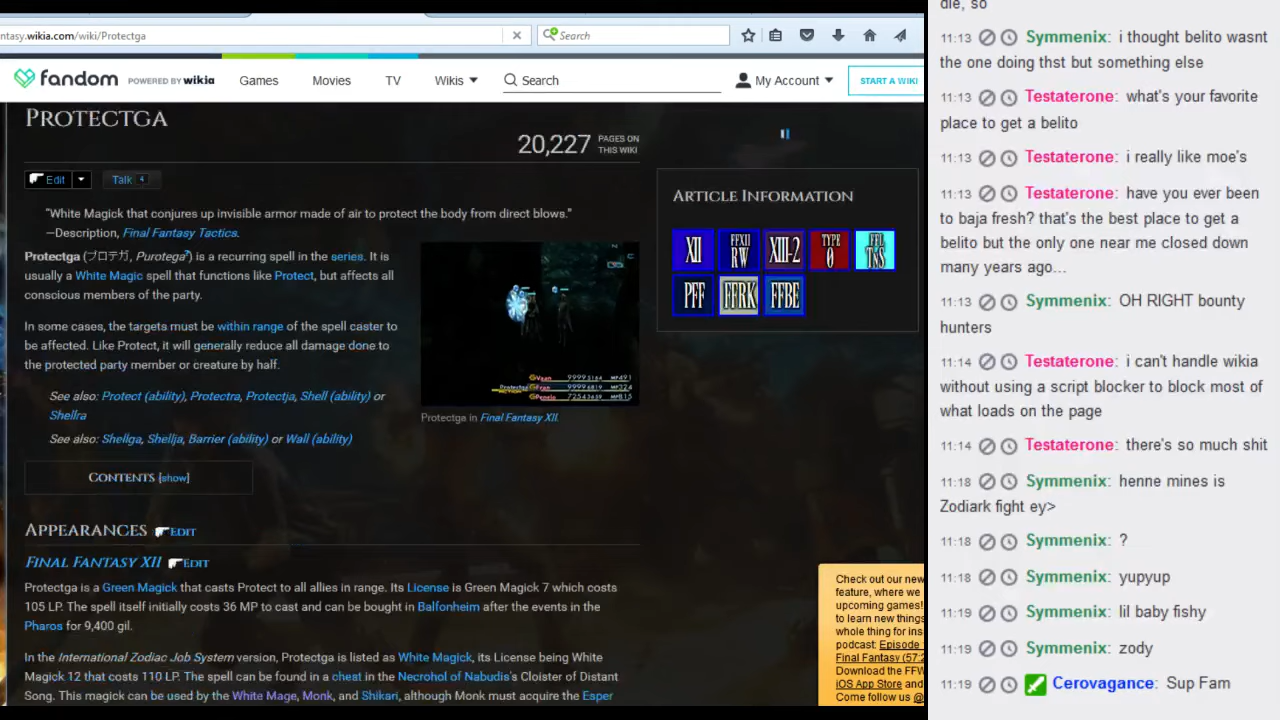 ntasy.wikia.com/wiki/Protectga
Search
fandom POWERED BY wikia
Games Movies TV Wikis Search My Account START A WIKI
PROTECTGA
20,227 PAGES ON THIS WIKI
Edit Talk 4
"White Magick that conjures up invisible armor made of air to protect the body from direct blows."
—Description, Final Fantasy Tactics.
Protectga (プロテガ, Purotega?) is a recurring spell in the series. It is
usually a White Magic spell that functions like Protect, but affects all
conscious members of the party.
In some cases, the targets must be within range of the spell caster to
be affected. Like Protect, it will generally reduce all damage done to
the protected party member or creature by half.
See also: Protect (ability), Protectra, Protectja, Shell (ability) or
Shellra
See also: Shellga, Shellja, Barrier (ability) or Wall (ability)
Protectga in Final Fantasy XII.
CONTENTS [show]
APPEARANCES EDIT
FINAL FANTASY XII EDIT
Protectga is a Green Magick that casts Protect to all allies in range. Its License is Green Magick 7 which costs
105 LP. The spell itself initially costs 36 MP to cast and can be bought in Balfonheim after the events in the
Pharos for 9,400 gil.
In the International Zodiac Job System version, Protectga is listed as White Magick, its License being White
Magick 12 that costs 110 LP. The spell can be found in a chest in the Necrohol of Nabudis's Cloister of Distant
Song. This magick can be used by the White Mage, Monk, and Shikari, although Monk must acquire the Esper
ARTICLE INFORMATION
XII FFXII RW XIII-2 TYPE 0 FFL T&S
PFF FFRK FFBE
Check out our new
feature, where we
upcoming games!
to learn new things
whole thing for ins
podcast: Episode
Final Fantasy (57:2
Download the FFW
iOS App Store and
Come follow us @
die, so
11:13 Symmenix: i thought belito wasnt
the one doing thst but something else
11:13 Testaterone: what's your favorite
place to get a belito
11:13 Testaterone: i really like moe's
11:13 Testaterone: have you ever been
to baja fresh? that's the best place to get a
belito but the only one near me closed down
many years ago...
11:13 Symmenix: OH RIGHT bounty
hunters
11:14 Testaterone: i can't handle wikia
without using a script blocker to block most of
what loads on the page
11:14 Testaterone: there's so much shit
11:18 Symmenix: henne mines is
Zodiark fight ey>
11:18 Symmenix: ?
11:18 Symmenix: yupyup
11:19 Symmenix: lil baby fishy
11:19 Symmenix: zody
11:19 Cerovagance: Sup Fam